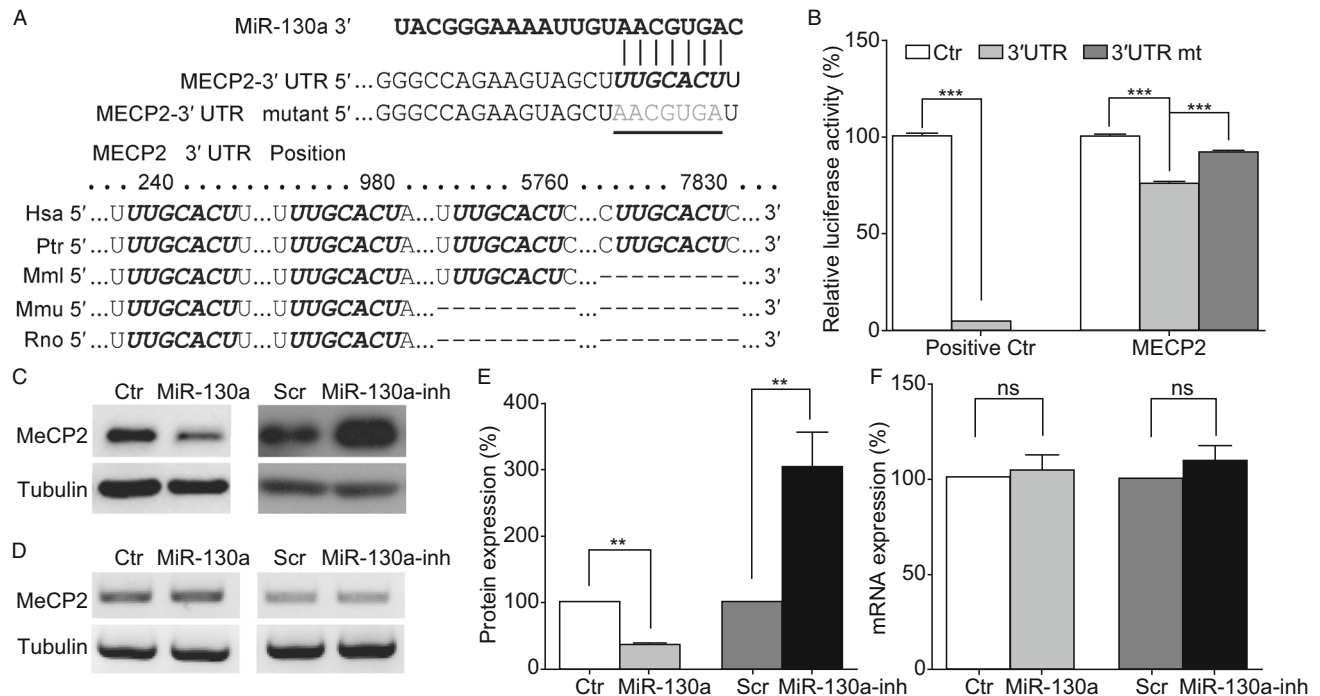 A
MiR-130a 3′ UACGGGAAAAUUGUAACGUGAC
MECP2-3′ UTR 5′...GGGCCAGAAGUAGCUUUGCACUU
MECP2-3′ UTR mutant 5′...GGGCCAGAAGUAGCUAACGUGAU
MECP2 3′ UTR Position
. . . 240 . . . . . . . . . . . 980 . . . . . . . 5760 . . . . . . . 7830 . . .
Hsa 5′...UUUGCACUU...UUUGCACUA...UUUGCACUC...CUUGCACUC...3′
Ptr 5′...UUUGCACUU...UUUGCACUA...UUUGCACUC...CUUGCACUC...3′
Mml 5′...UUUGCACUU...UUUGCACUA...UUUGCACUC...---------...3′
Mmu 5′...UUUGCACUU...UUUGCACUA...---------...---------...3′
Rno 5′...UUUGCACUU...UUUGCACUA...---------...---------...3′
B
Relative luciferase activity (%)
150
100
50
0
Ctr 3′UTR 3′UTR mt
*** *** ***
Positive Ctr MECP2
C
Ctr MiR-130a Scr MiR-130a-inh
MeCP2
Tubulin
D
Ctr MiR-130a Scr MiR-130a-inh
MeCP2
Tubulin
E
Protein expression (%)
400
300
200
100
0
** **
Ctr MiR-130a Scr MiR-130a-inh
F
mRNA expression (%)
150
100
50
0
ns ns
Ctr MiR-130a Scr MiR-130a-inh